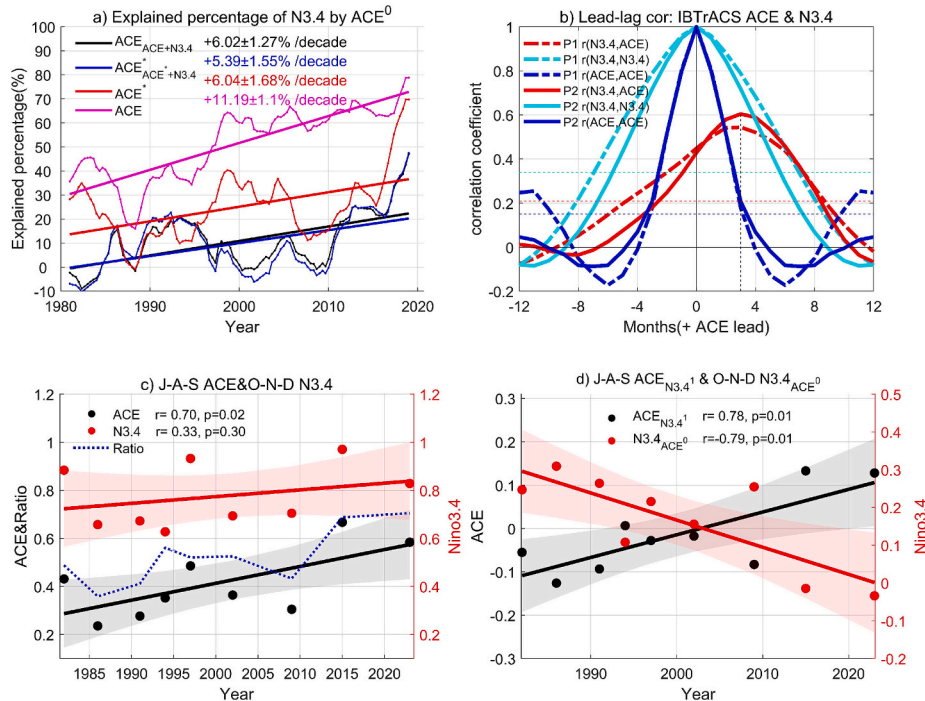 a) Explained percentage of N3.4 by ACE⁰
Explained percentage(%)
100
90
80
70
60
50
40
30
20
10
0
-10
ACE_ACE+N3.4 +6.02±1.27% /decade
ACE*_ACE*+N3.4 +5.39±1.55% /decade
ACE* +6.04±1.68% /decade
ACE +11.19±1.1% /decade
1980 1990 2000 2010 2020
Year
b) Lead-lag cor: IBTrACS ACE & N3.4
correlation coefficient
1
0.8
0.6
0.4
0.2
0
-0.2
P1 r(N3.4,ACE)
P1 r(N3.4,N3.4)
P1 r(ACE,ACE)
P2 r(N3.4,ACE)
P2 r(N3.4,N3.4)
P2 r(ACE,ACE)
-12 -8 -4 0 4 8 12
Months(+ ACE lead)
c) J-A-S ACE&O-N-D N3.4
ACE&Ratio
1
0.8
0.6
0.4
0.2
ACE r= 0.70, p=0.02
N3.4 r= 0.33, p=0.30
Ratio
1.2
1
0.8
0.6
0.4
0.2
Nino3.4
1985 1990 1995 2000 2005 2010 2015 2020
Year
d) J-A-S ACE_N3.4¹ & O-N-D N3.4_ACE⁰
ACE
0.3
0.2
0.1
0
-0.1
-0.2
-0.3
ACE_N3.4¹ r= 0.78, p=0.01
N3.4_ACE⁰ r=-0.79, p=0.01
0.5
0.4
0.3
0.2
0.1
0
-0.1
-0.2
Nino3.4
1990 2000 2010 2020
Year